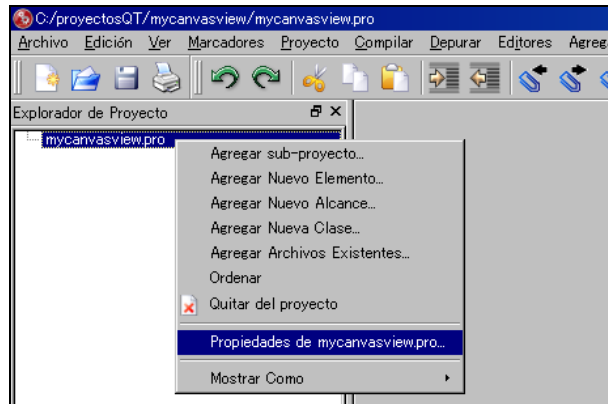 C:/proyectosQT/mycanvasview/mycanvasview.pro
Archivo Edición Ver Marcadores Proyecto Compilar Depurar Editores Agreg
Explorador de Proyecto
mycanvasview.pro
Agregar sub-proyecto...
Agregar Nuevo Elemento...
Agregar Nuevo Alcance...
Agregar Nueva Clase...
Agregar Archivos Existentes...
Ordenar
Quitar del proyecto
Propiedades de mycanvasview.pro...
Mostrar Como